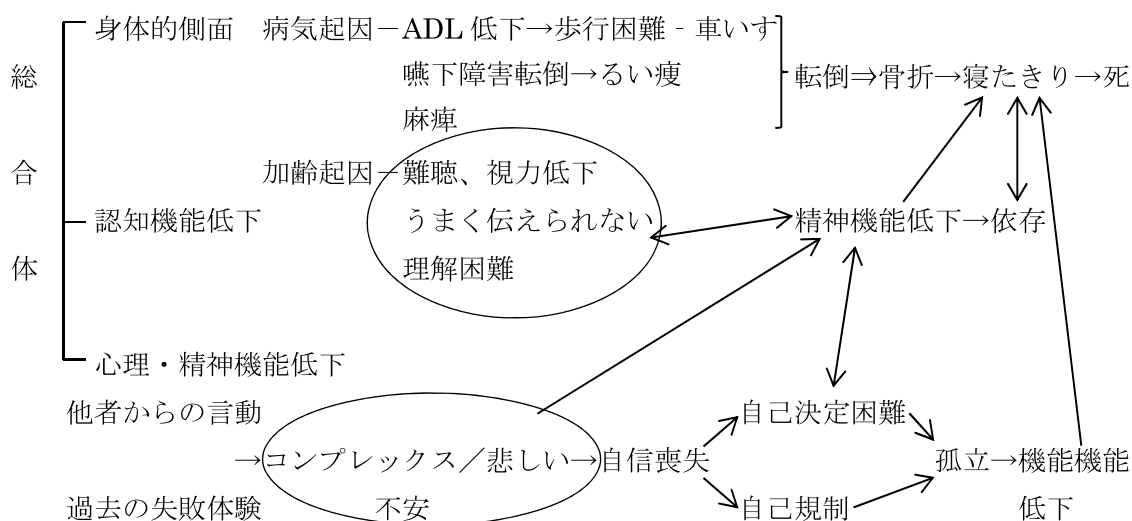 身体的側面 病気起因－ADL 低下→歩行困難‐車いす
嚥下障害転倒→るい痩
転倒⇒骨折→寝たきり→死
麻痺
総合体
加齢起因－難聴、視力低下
認知機能低下
うまく伝えられない
精神機能低下→依存
理解困難
心理・精神機能低下
他者からの言動
自己決定困難
→コンプレックス／悲しい→自信喪失
孤立→機能機能
過去の失敗体験
不安
自己規制
低下